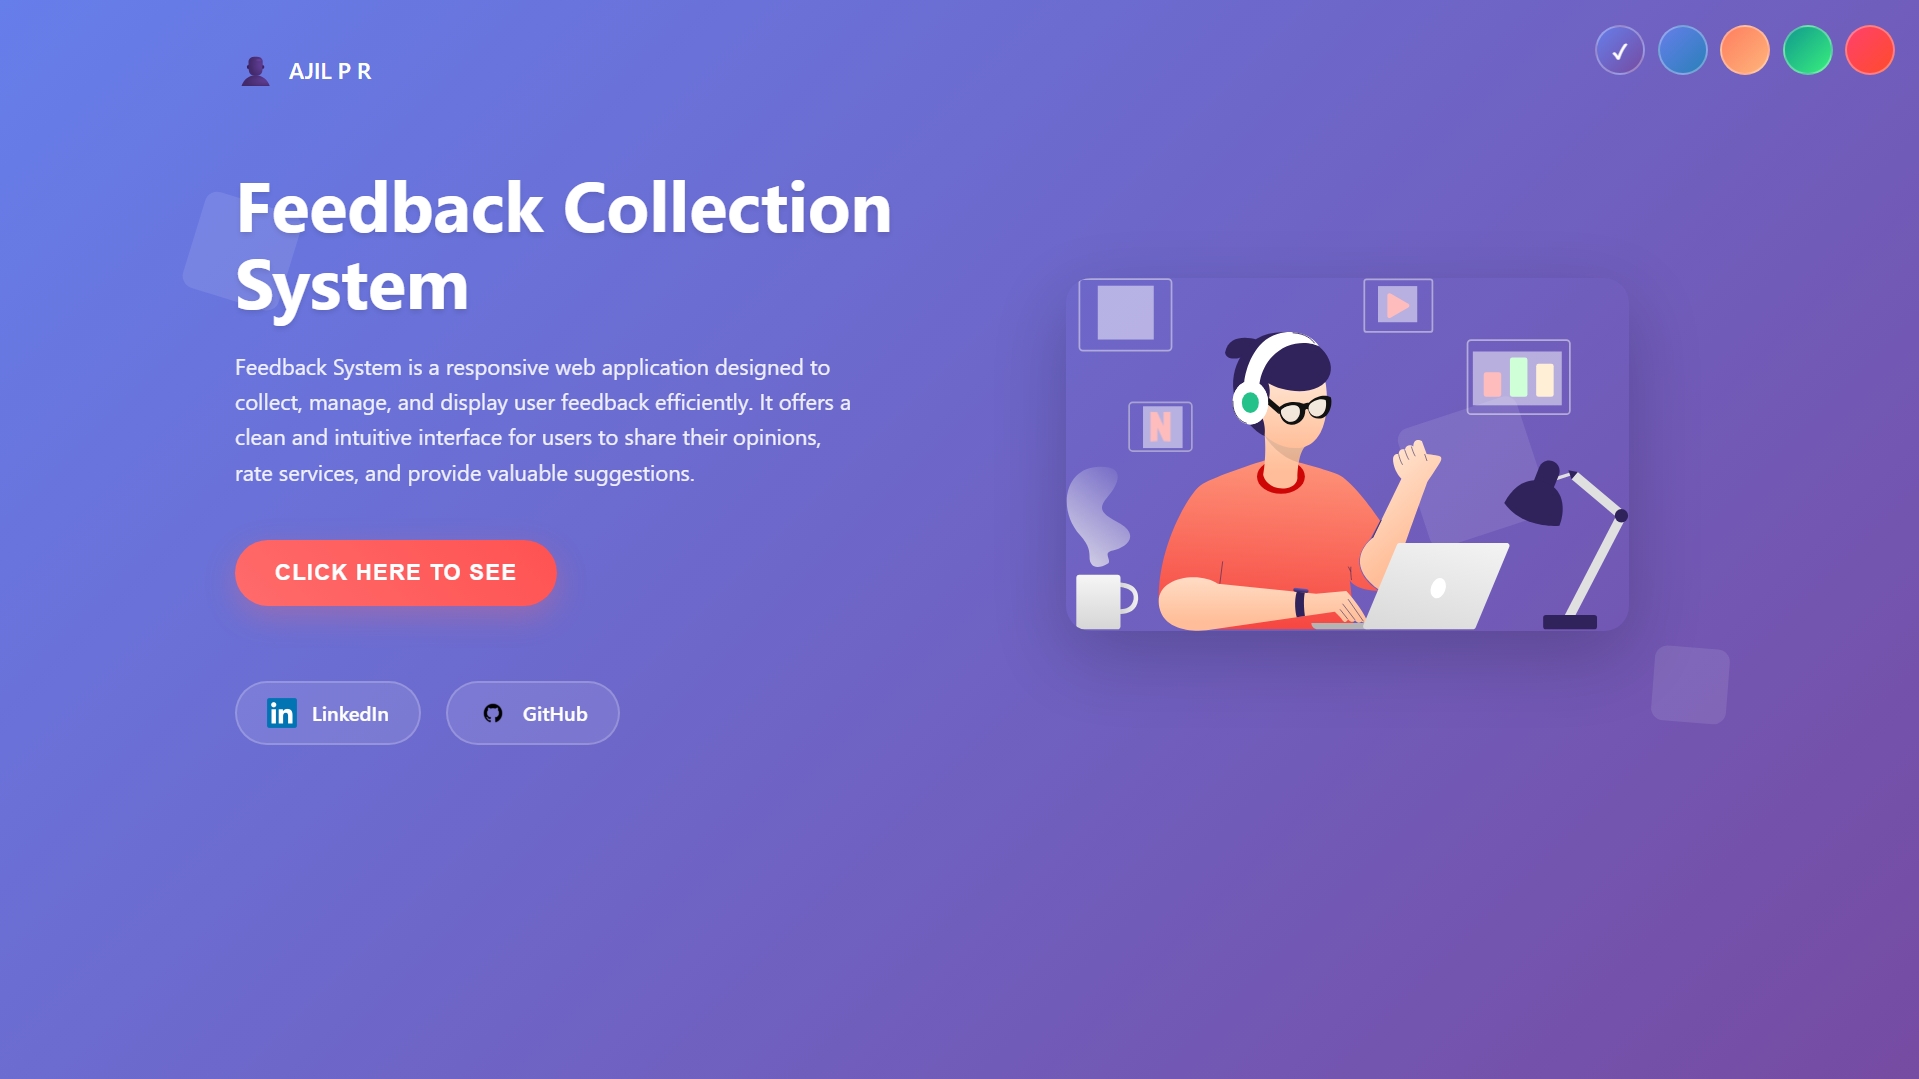 AJIL P R
Feedback Collection
System
Feedback System is a responsive web application designed to
collect, manage, and display user feedback efficiently. It offers a
clean and intuitive interface for users to share their opinions,
rate services, and provide valuable suggestions.
N
CLICK HERE TO SEE
in LinkedIn
GitHub